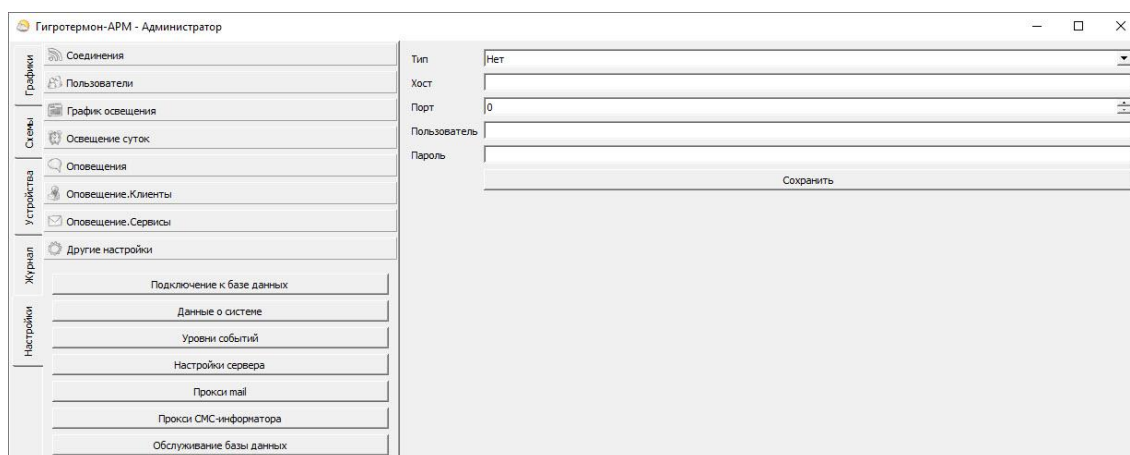 Гигротермон-АРМ - Администратор
Графики
Схемы
Устройства
Журнал
Настройки
Соединения
Пользователи
График освещения
Освещение суток
Оповещения
Оповещение.Клиенты
Оповещение.Сервисы
Другие настройки
Подключение к базе данных
Данные о системе
Уровни событий
Настройки сервера
Прокси mail
Прокси СМС-информатора
Обслуживание базы данных
Тип Нет
Хост
Порт 0
Пользователь
Пароль
Сохранить